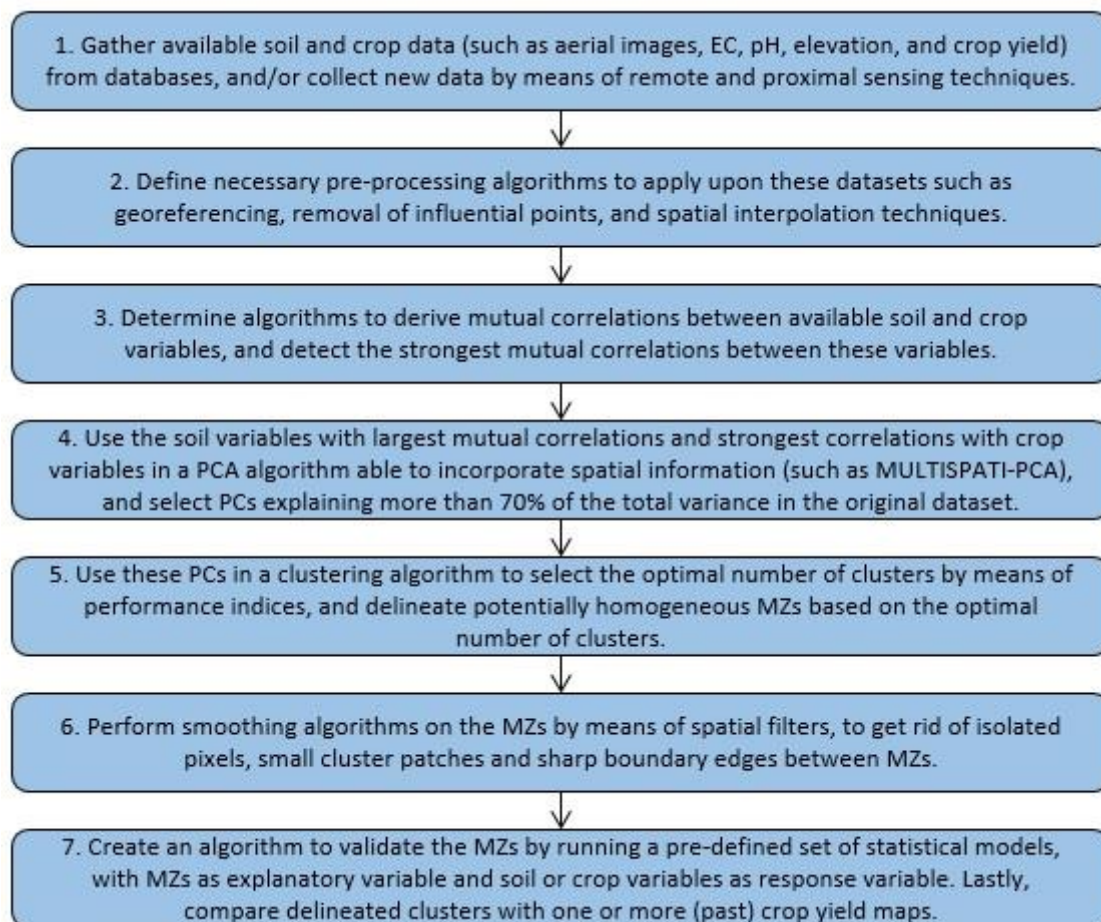 1. Gather available soil and crop data (such as aerial images, EC, pH, elevation, and crop yield)
from databases, and/or collect new data by means of remote and proximal sensing techniques.
2. Define necessary pre-processing algorithms to apply upon these datasets such as
georeferencing, removal of influential points, and spatial interpolation techniques.
3. Determine algorithms to derive mutual correlations between available soil and crop
variables, and detect the strongest mutual correlations between these variables.
4. Use the soil variables with largest mutual correlations and strongest correlations with crop
variables in a PCA algorithm able to incorporate spatial information (such as MULTISPATI-PCA),
and select PCs explaining more than 70% of the total variance in the original dataset.
5. Use these PCs in a clustering algorithm to select the optimal number of clusters by means of
performance indices, and delineate potentially homogeneous MZs based on the optimal
number of clusters.
6. Perform smoothing algorithms on the MZs by means of spatial filters, to get rid of isolated
pixels, small cluster patches and sharp boundary edges between MZs.
7. Create an algorithm to validate the MZs by running a pre-defined set of statistical models,
with MZs as explanatory variable and soil or crop variables as response variable. Lastly,
compare delineated clusters with one or more (past) crop yield maps.